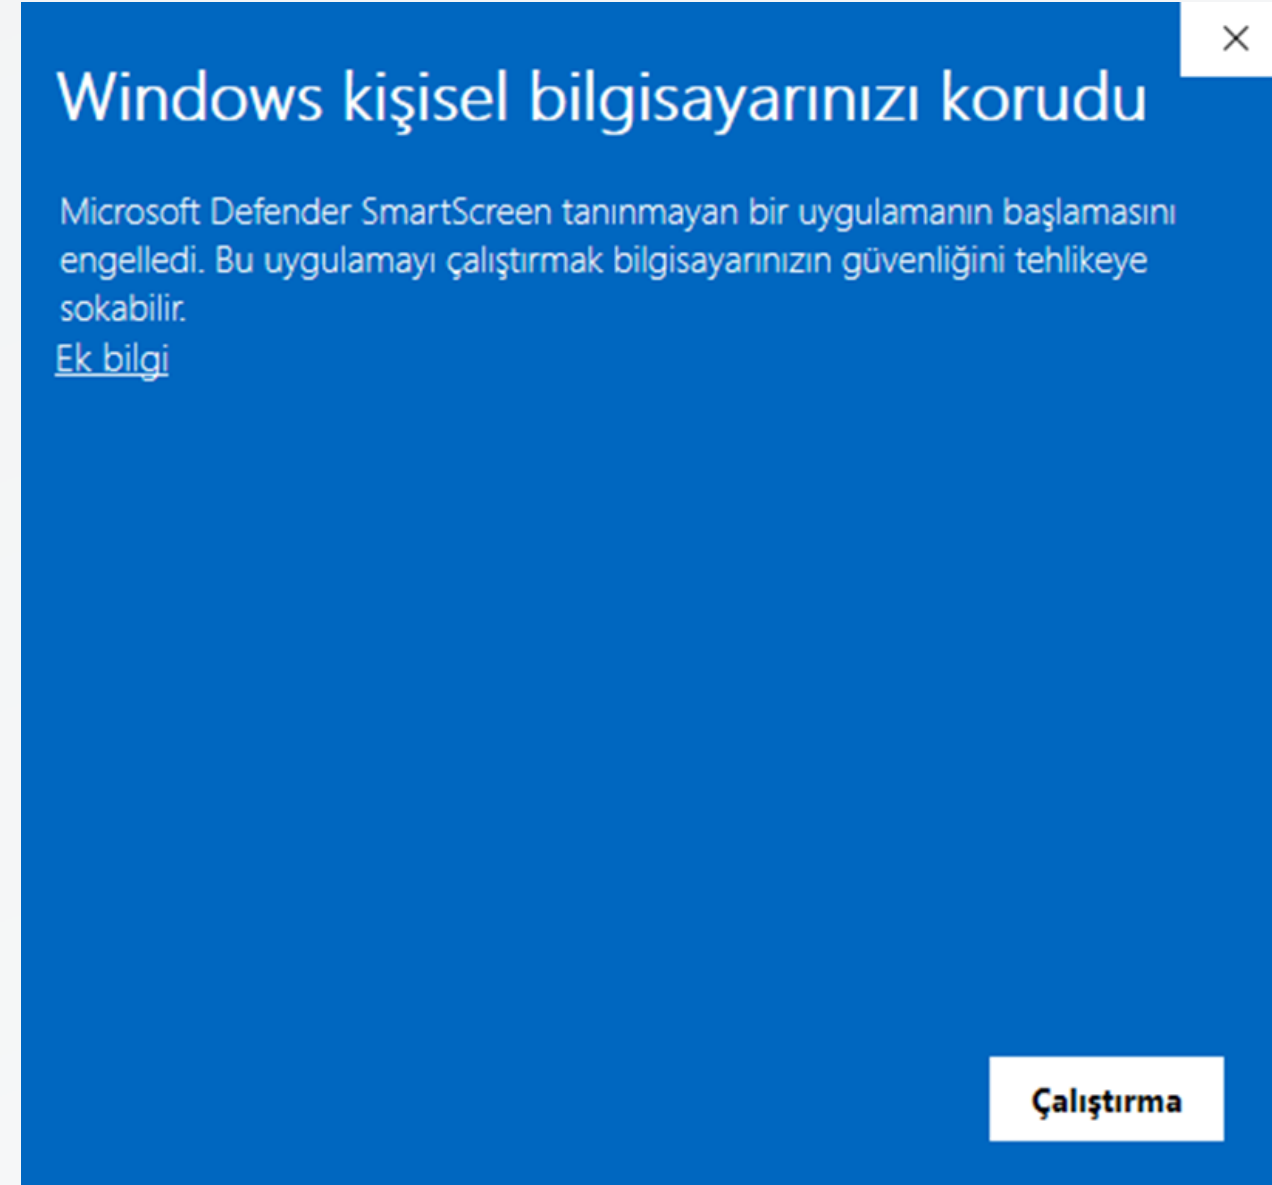 Windows kişisel bilgisayarınızı korudu
Microsoft Defender SmartScreen tanınmayan bir uygulamanın başlamasını
engelledi. Bu uygulamayı çalıştırmak bilgisayarınızın güvenliğini tehlikeye
sokabilir.
Ek bilgi
Çalıştırma